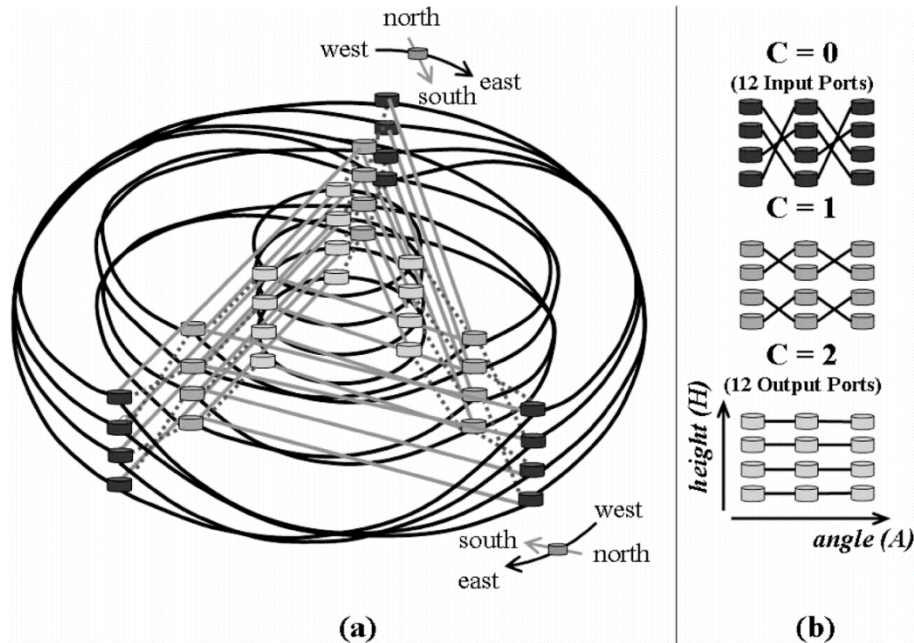 north
west
east
south
west
south
north
east
(a)
C = 0
(12 Input Ports)
C = 1
C = 2
(12 Output Ports)
height (H)
angle (A)
(b)